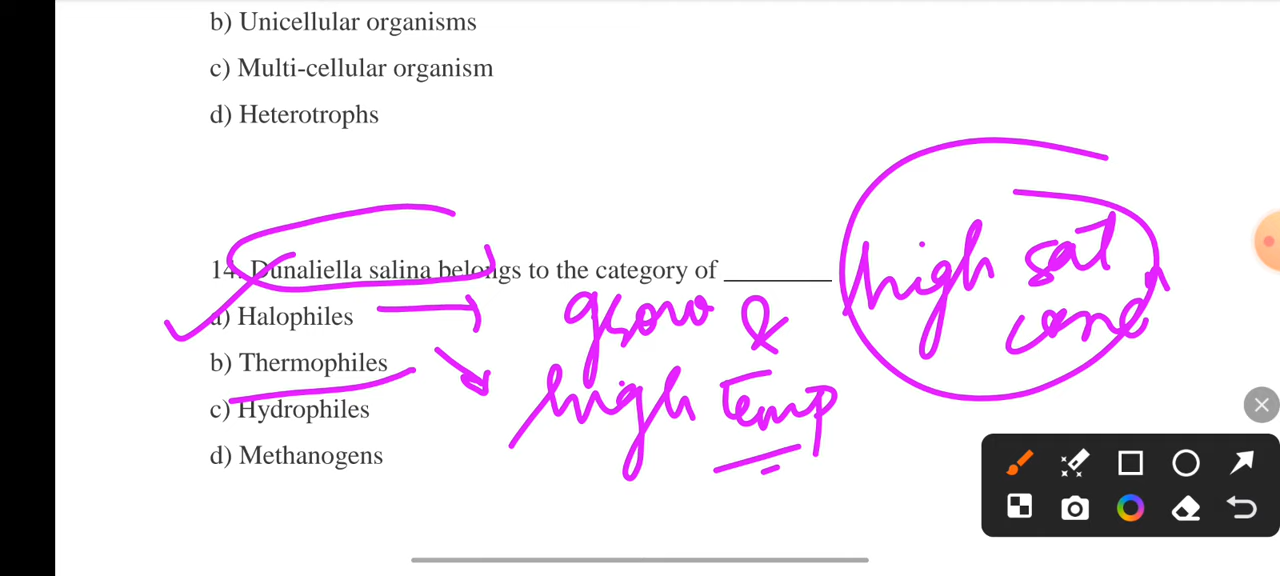 b) Unicellular organisms
c) Multi-cellular organism
d) Heterotrophs
14. Dunaliella salina belongs to the category of ________
high sat
conc
a) Halophiles
grow &
b) Thermophiles
high temp
c) Hydrophiles
d) Methanogens